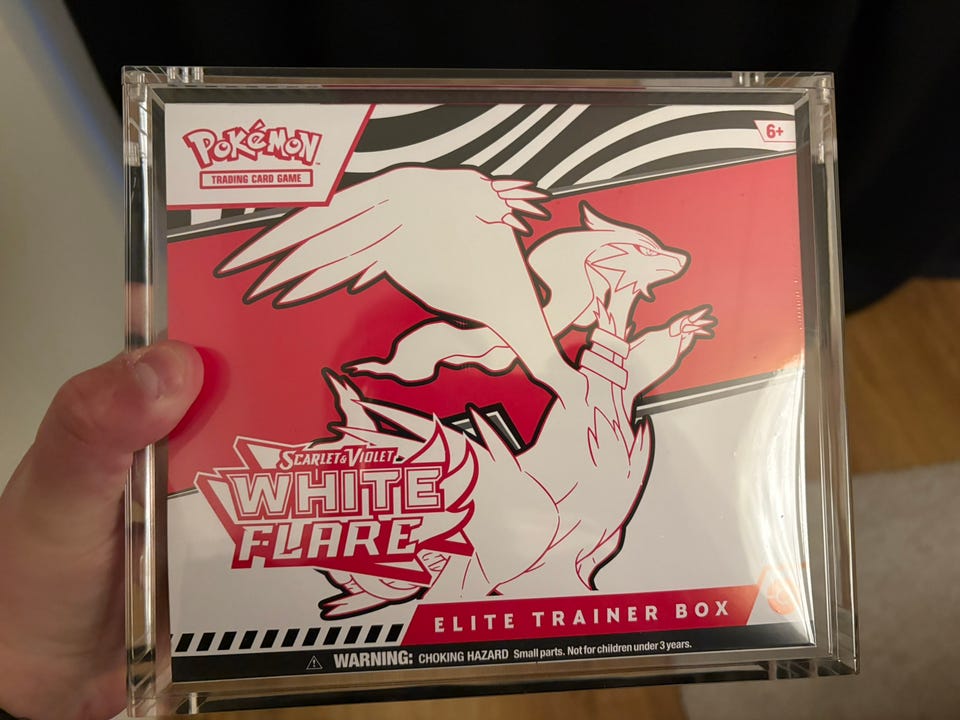 POKéMON
TRADING CARD GAME
6+
SCARLET & VIOLET
WHITE
FLARE
ELITE TRAINER BOX
WARNING: CHOKING HAZARD Small parts. Not for children under 3 years.